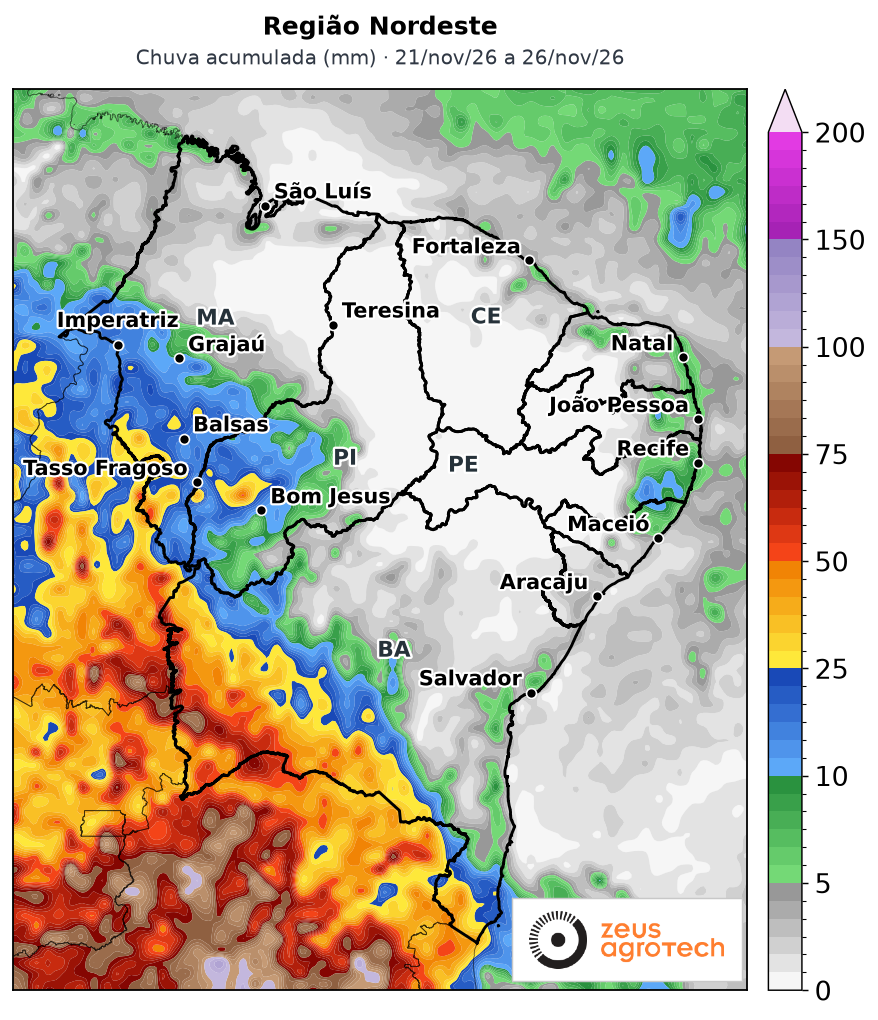 Região Nordeste
Chuva acumulada (mm) · 21/nov/26 a 26/nov/26
São Luís
Fortaleza
Teresina
CE
Imperatriz
MA
Grajaú
Natal
João Pessoa
Balsas
Recife
PI
PE
Tasso Fragoso
Bom Jesus
Maceió
Aracaju
BA
Salvador
zeus
agrotech
200
150
100
75
50
25
10
5
0